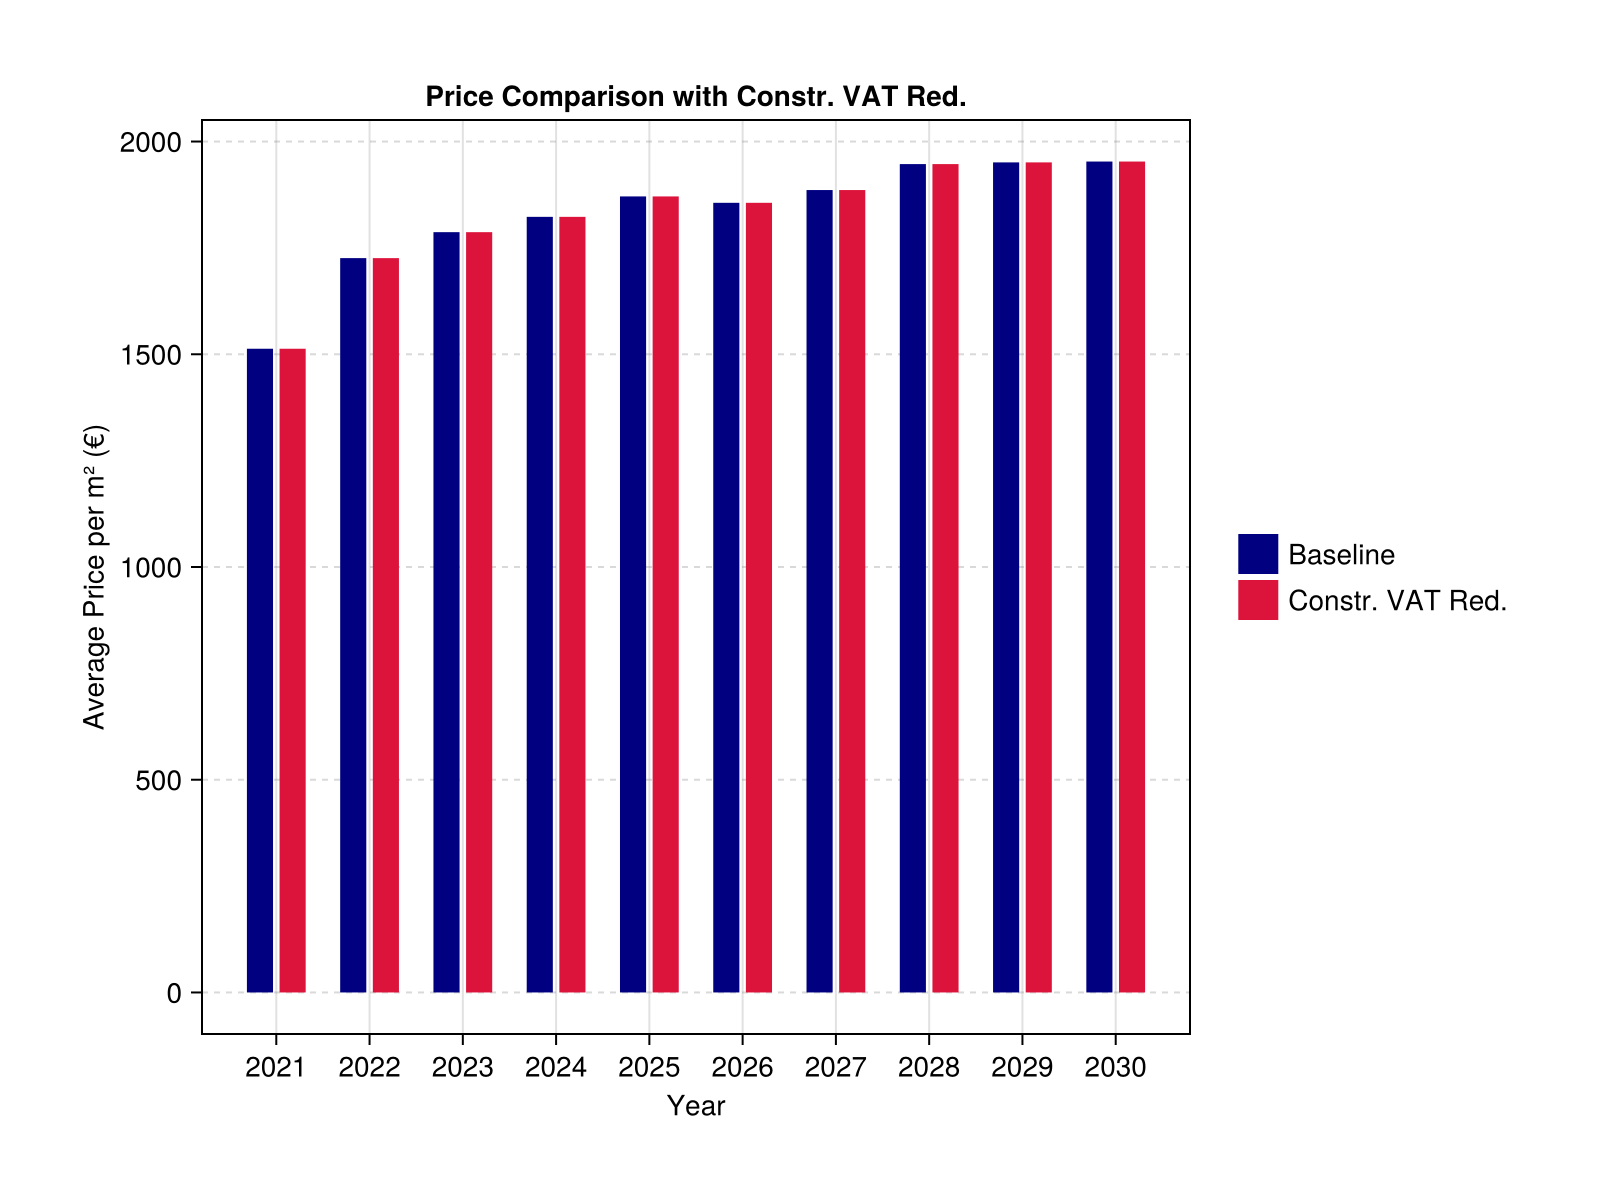 Price Comparison with Constr. VAT Red.
2000
1500
1000
500
0
Average Price per m² (€)
2021 2022 2023 2024 2025 2026 2027 2028 2029 2030
Year
Baseline
Constr. VAT Red.